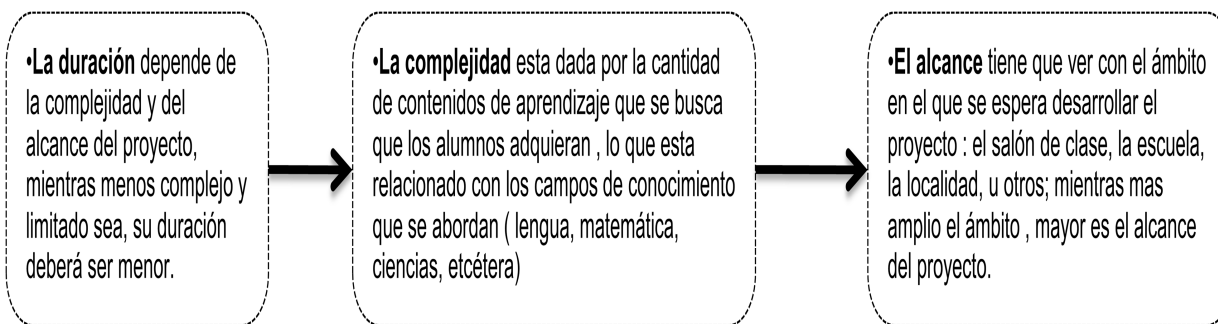 •La duración depende de
la complejidad y del
alcance del proyecto,
mientras menos complejo y
limitado sea, su duración
deberá ser menor.
•La complejidad esta dada por la cantidad
de contenidos de aprendizaje que se busca
que los alumnos adquieran , lo que esta
relacionado con los campos de conocimiento
que se abordan ( lengua, matemática,
ciencias, etcétera)
•El alcance tiene que ver con el ámbito
en el que se espera desarrollar el
proyecto : el salón de clase, la escuela,
la localidad, u otros; mientras mas
amplio el ámbito , mayor es el alcance
del proyecto.